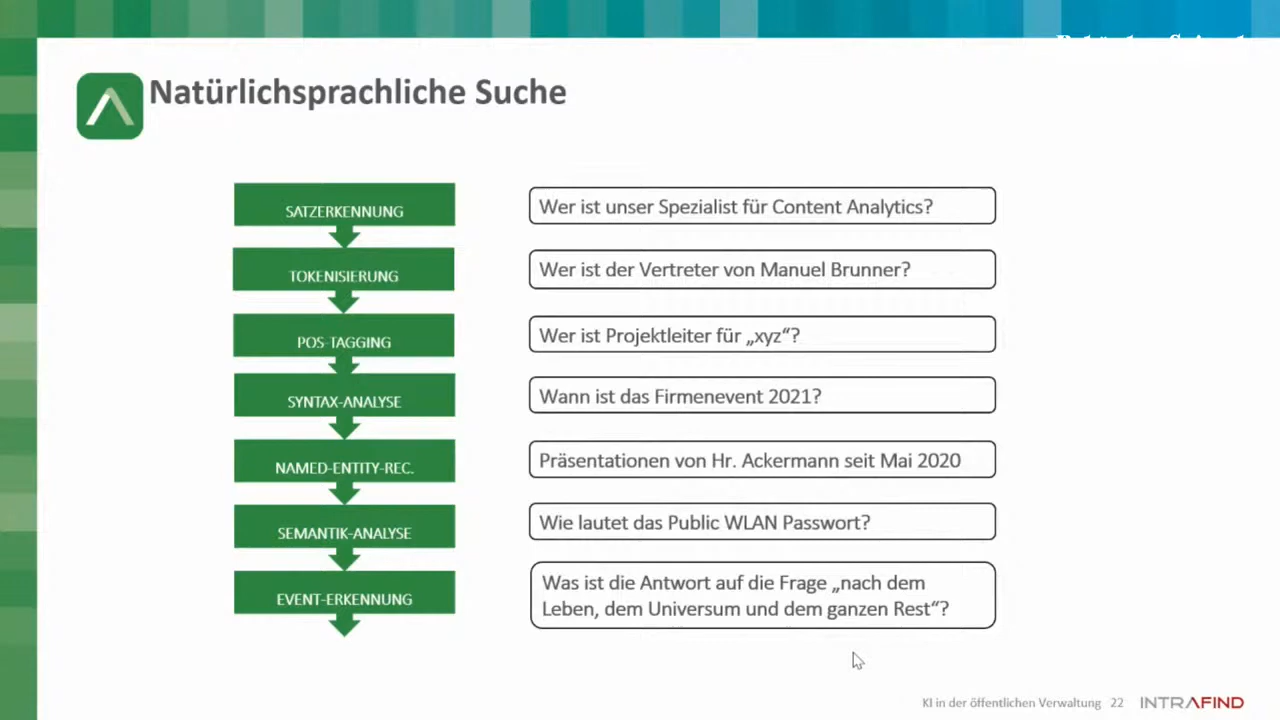 Natürlichsprachliche Suche
SATZERKENNUNG
TOKENISIERUNG
POS-TAGGING
SYNTAX-ANALYSE
NAMED-ENTITY-REC.
SEMANTIK-ANALYSE
EVENT-ERKENNUNG
Wer ist unser Spezialist für Content Analytics?
Wer ist der Vertreter von Manuel Brunner?
Wer ist Projektleiter für „xyz“?
Wann ist das Firmenevent 2021?
Präsentationen von Hr. Ackermann seit Mai 2020
Wie lautet das Public WLAN Passwort?
Was ist die Antwort auf die Frage „nach dem
Leben, dem Universum und dem ganzen Rest“?
KI in der öffentlichen Verwaltung 22 INTRAFIND